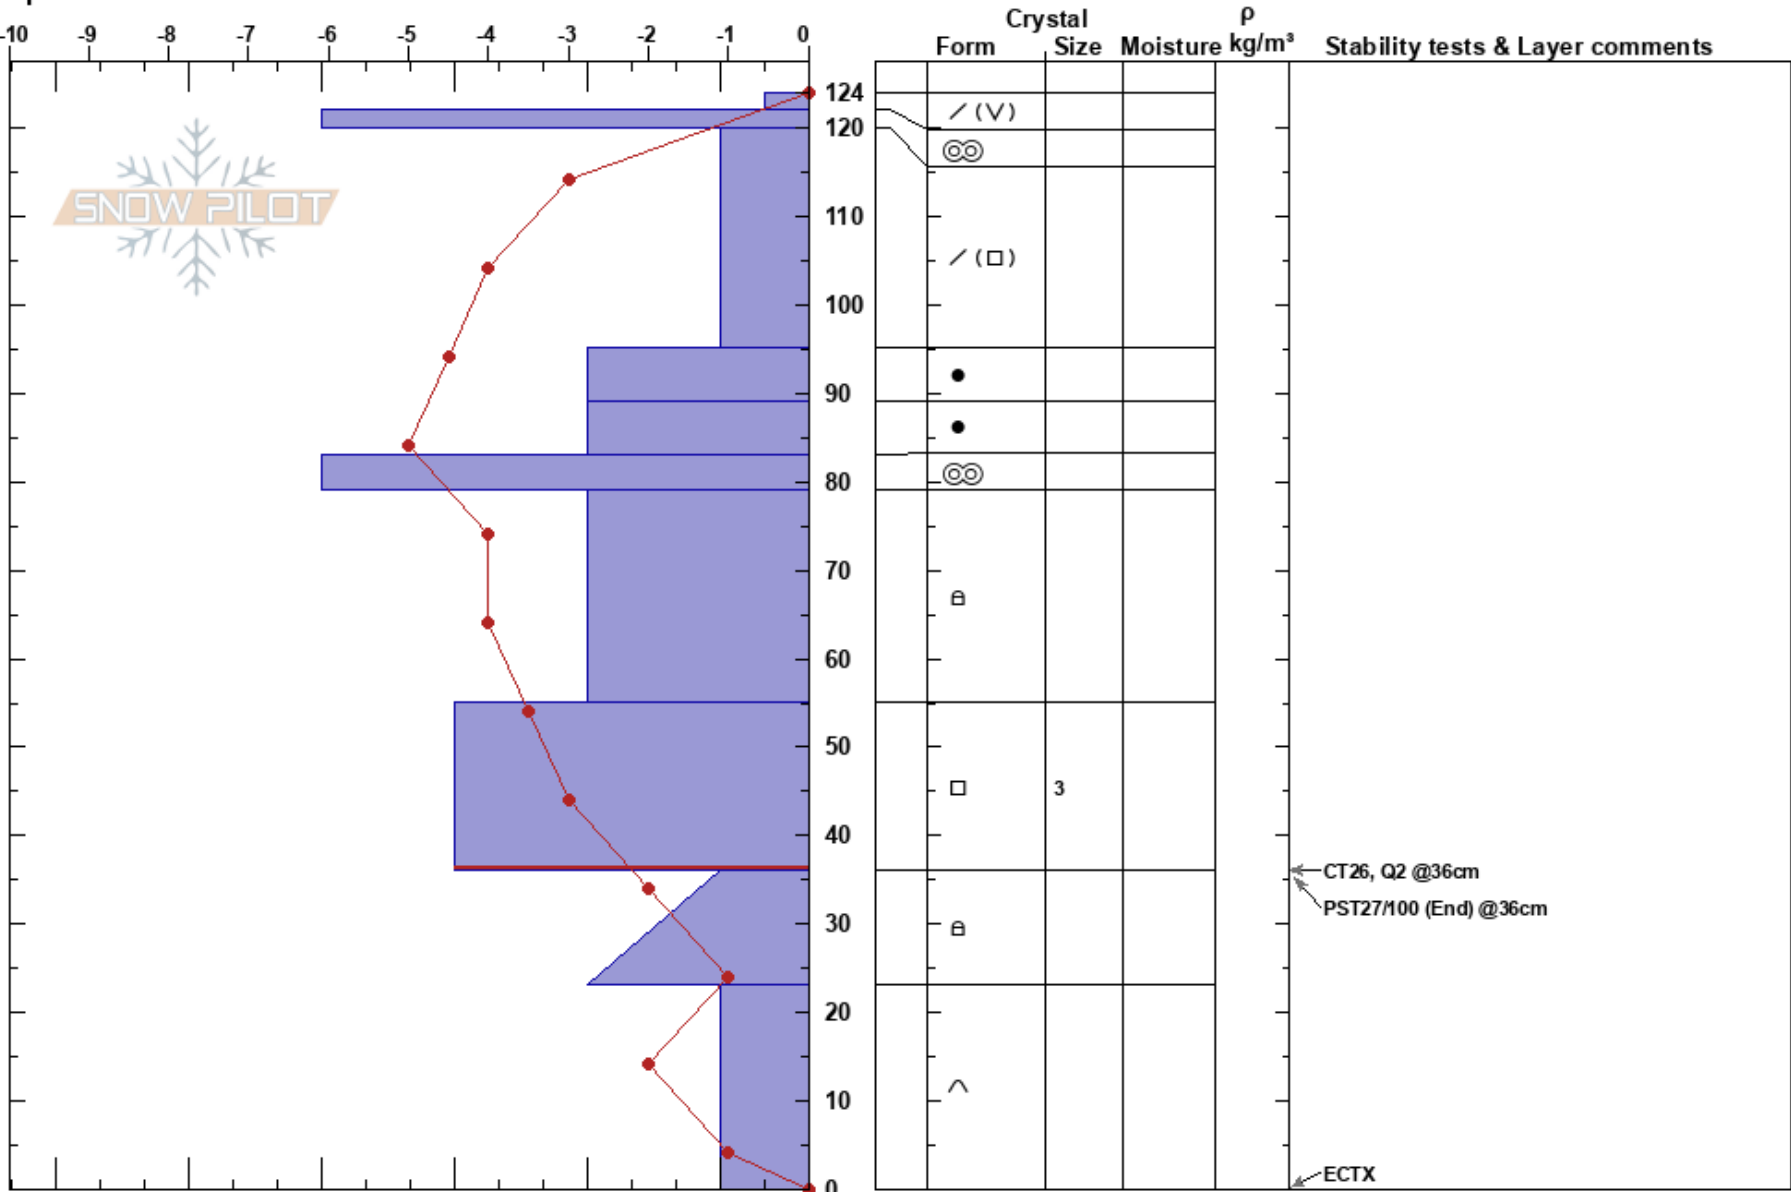 Crystal ρ
-10 -9 -8 -7 -6 -5 -4 -3 -2 -1 0 Form Size Moisture kg/m³ Stability tests & Layer comments
124
(V)
120
SNOW PILOT
110
100
90
80
70
60
50
3
40
CT26, Q2 @36cm
PST27/100 (End) @36cm
30
20
10
ECTX
0